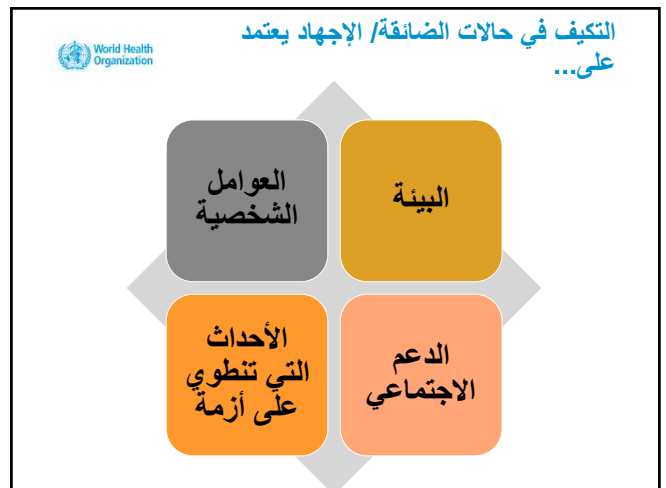 التكيف في حالات الضائقة/ الإجهاد يعتمد
على...
World Health
Organization
البيئة
العوامل
الشخصية
الدعم
الاجتماعي
الأحداث
التي تنطوي
على أزمة